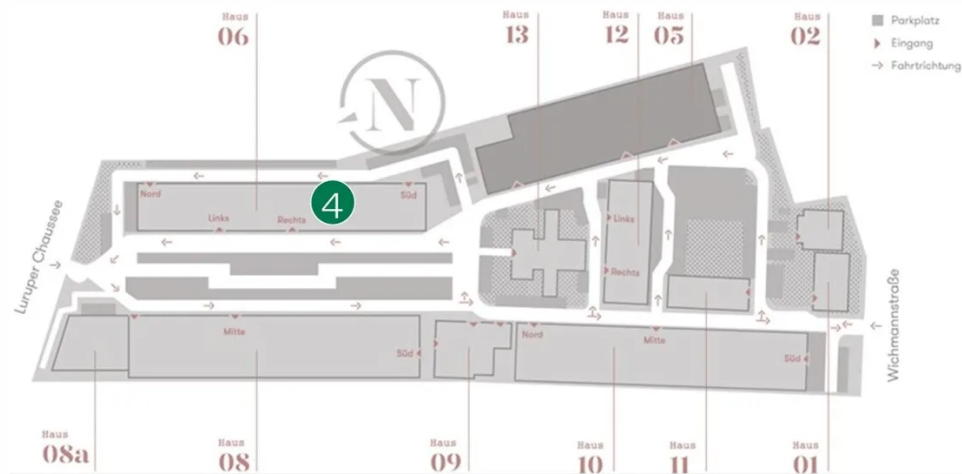 Haus
06
Haus
13
Haus
12
Haus
05
Haus
02
Parkplatz
Eingang
Fahrtrichtung
N
Nord
4
Süd
Links
Rechts
Links
Rechts
Luruper Chaussee
Wichmannstraße
Mitte
Süd
Nord
Mitte
Süd
Haus
08a
Haus
08
Haus
09
Haus
10
Haus
11
Haus
01